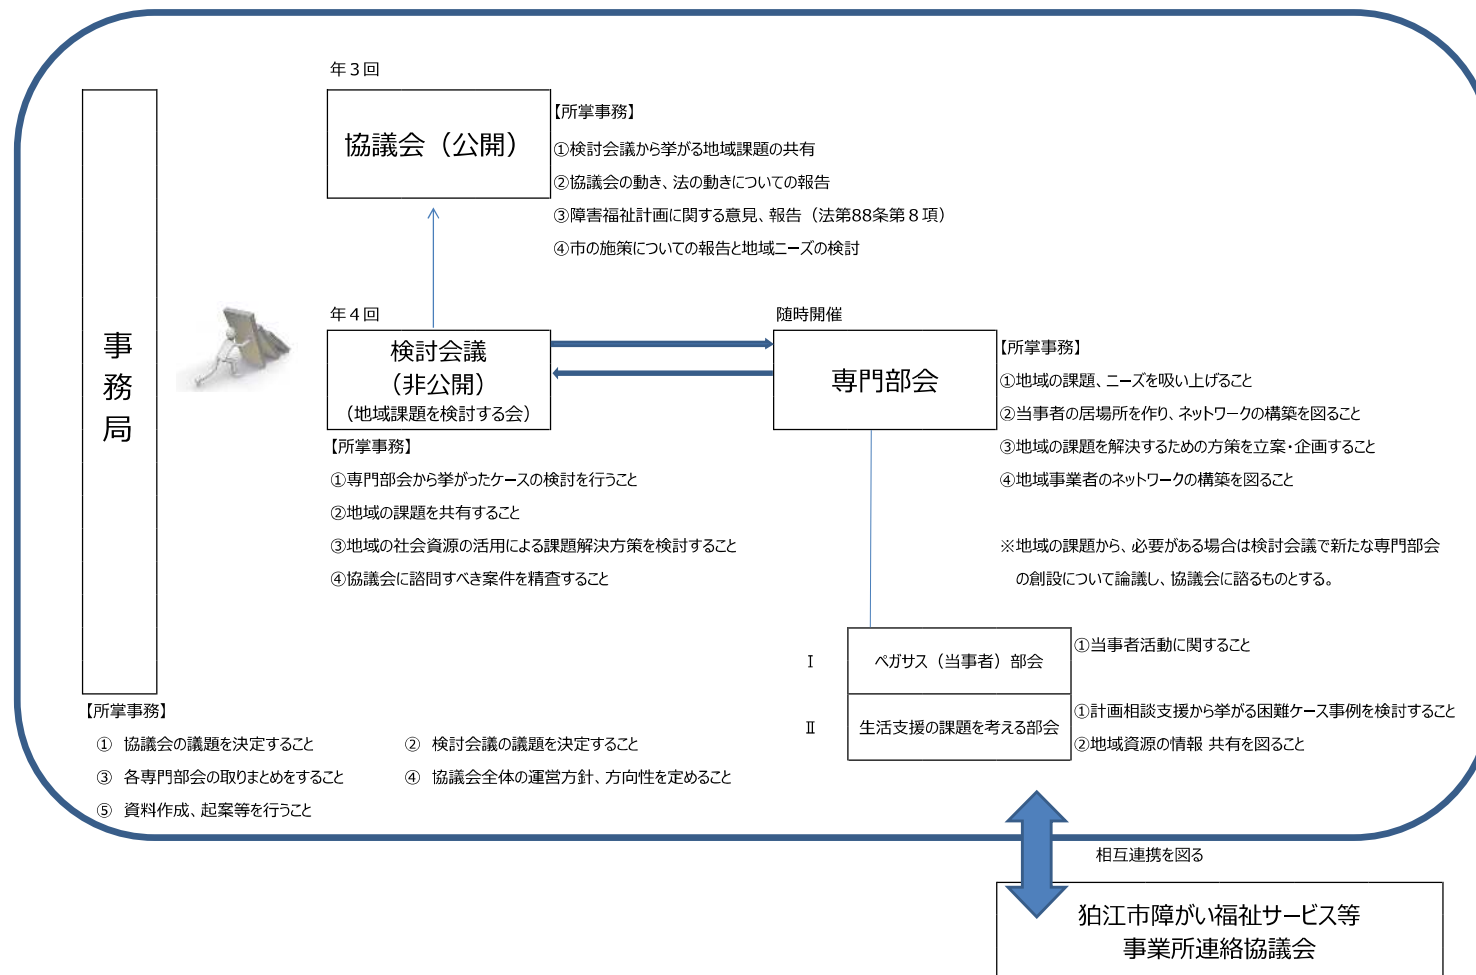 年３回
協議会（公開）
【所掌事務】
①検討会議から挙がる地域課題の共有
②協議会の動き、法の動きについての報告
③障害福祉計画に関する意見、報告（法第88条第８項）
④市の施策についての報告と地域ニーズの検討
事
務
局
年４回
検討会議
（非公開）
（地域課題を検討する会）
【所掌事務】
①専門部会から挙がったケースの検討を行うこと
②地域の課題を共有すること
③地域の社会資源の活用による課題解決方策を検討すること
④協議会に諮問すべき案件を精査すること
随時開催
専門部会
【所掌事務】
①地域の課題、ニーズを吸い上げること
②当事者の居場所を作り、ネットワークの構築を図ること
③地域の課題を解決するための方策を立案・企画すること
④地域事業者のネットワークの構築を図ること
※地域の課題から、必要がある場合は検討会議で新たな専門部会
の創設について論議し、協議会に諮るものとする。
Ⅰ ペガサス（当事者）部会
①当事者活動に関すること
Ⅱ 生活支援の課題を考える部会
①計画相談支援から挙がる困難ケース事例を検討すること
②地域資源の情報 共有を図ること
【所掌事務】
① 協議会の議題を決定すること ② 検討会議の議題を決定すること
③ 各専門部会の取りまとめをすること ④ 協議会全体の運営方針、方向性を定めること
⑤ 資料作成、起案等を行うこと
相互連携を図る
狛江市障がい福祉サービス等
事業所連絡協議会